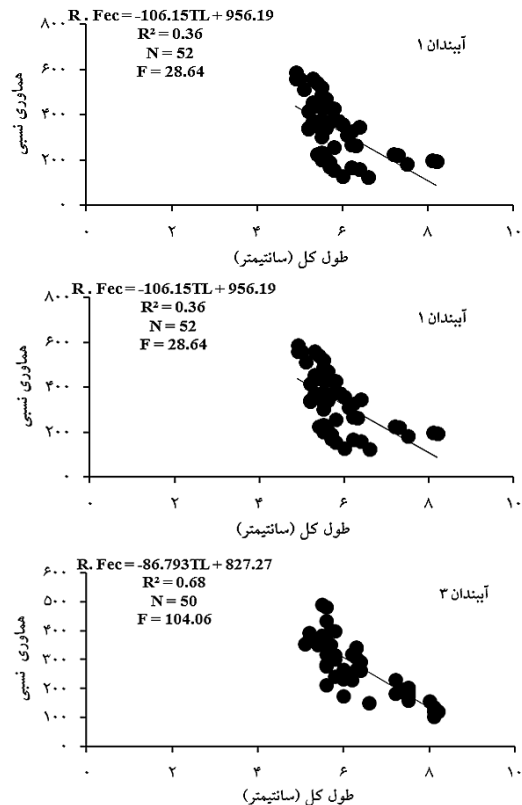 R . Fec = -106.15TL + 956.19
R² = 0.36
N = 52
F = 28.64
آببندان ۱
هماوری نسبی
۸۰۰
۶۰۰
۴۰۰
۲۰۰
۰
۰ ۲ ۴ ۶ ۸ ۱۰
طول کل (سانتیمتر)
R . Fec = -106.15TL + 956.19
R² = 0.36
N = 52
F = 28.64
آببندان ۱
هماوری نسبی
۸۰۰
۶۰۰
۴۰۰
۲۰۰
۰
۰ ۲ ۴ ۶ ۸ ۱۰
طول کل (سانتیمتر)
R. Fec = -86.793TL + 827.27
R² = 0.68
N = 50
F = 104.06
آببندان ۳
هماوری نسبی
۶۰۰
۵۰۰
۴۰۰
۳۰۰
۲۰۰
۱۰۰
۰
۰ ۲ ۴ ۶ ۸ ۱۰
طول کل (سانتیمتر)